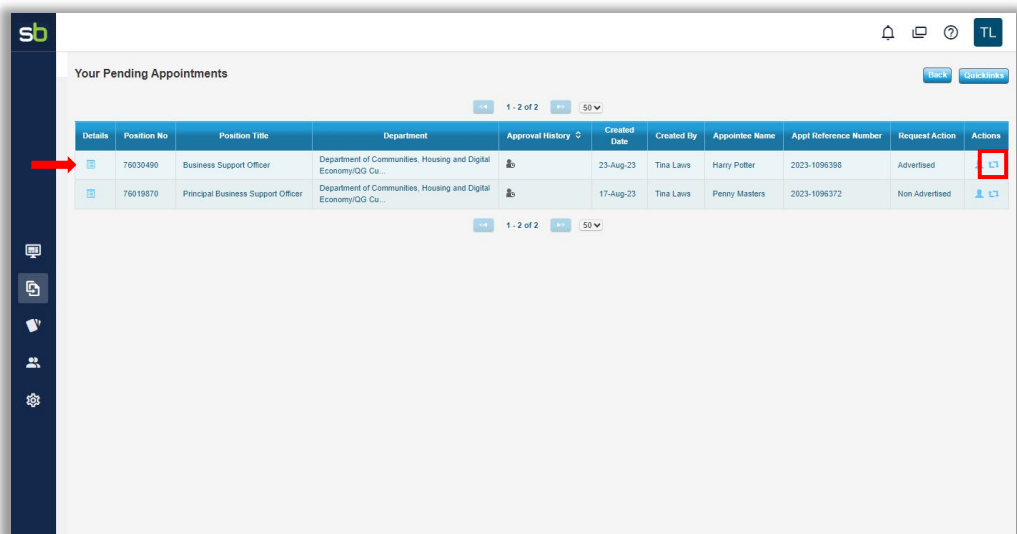 sb
TL
Your Pending Appointments
Back Quicklinks
1 - 2 of 2 50
Details Position No Position Title Department Approval History Created Date Created By Appointee Name Appt Reference Number Request Action Actions
76030490 Business Support Officer Department of Communities, Housing and Digital Economy/QG Cu... 23-Aug-23 Tina Laws Harry Potter 2023-1096398 Advertised
76019870 Principal Business Support Officer Department of Communities, Housing and Digital Economy/QG Cu... 17-Aug-23 Tina Laws Penny Masters 2023-1096372 Non Advertised
1 - 2 of 2 50